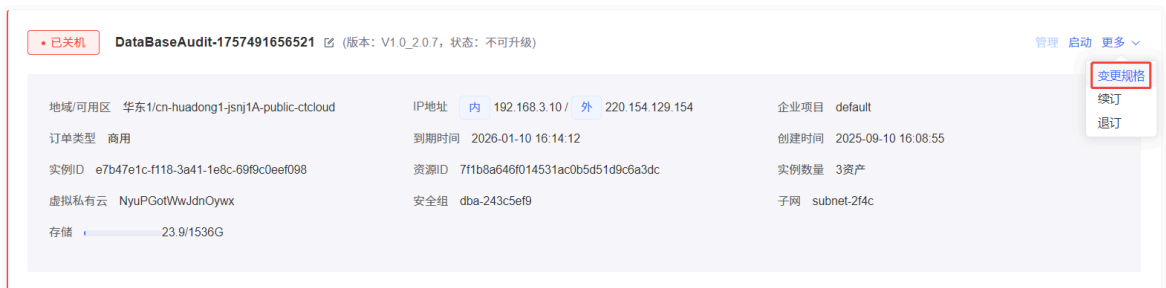 已关机 DataBaseAudit-1757491656521 (版本：V1.0_2.0.7，状态：不可升级) 管理 启动 更多
变更规格
续订
退订
地域/可用区 华东1/cn-huadong1-jsnj1A-public-ctcloud IP地址 内 192.168.3.10 / 外 220.154.129.154 企业项目 default
订单类型 商用 到期时间 2026-01-10 16:14:12 创建时间 2025-09-10 16:08:55
实例ID e7b47e1c-f118-3a41-1e8c-69f9c0eef098 资源ID 7f1b8a646f014531ac0b5d51d9c6a3dc 实例数量 3资产
虚拟私有云 NyuPGotWwJdnOywx 安全组 dba-243c5ef9 子网 subnet-2f4c
存储 23.9/1536G